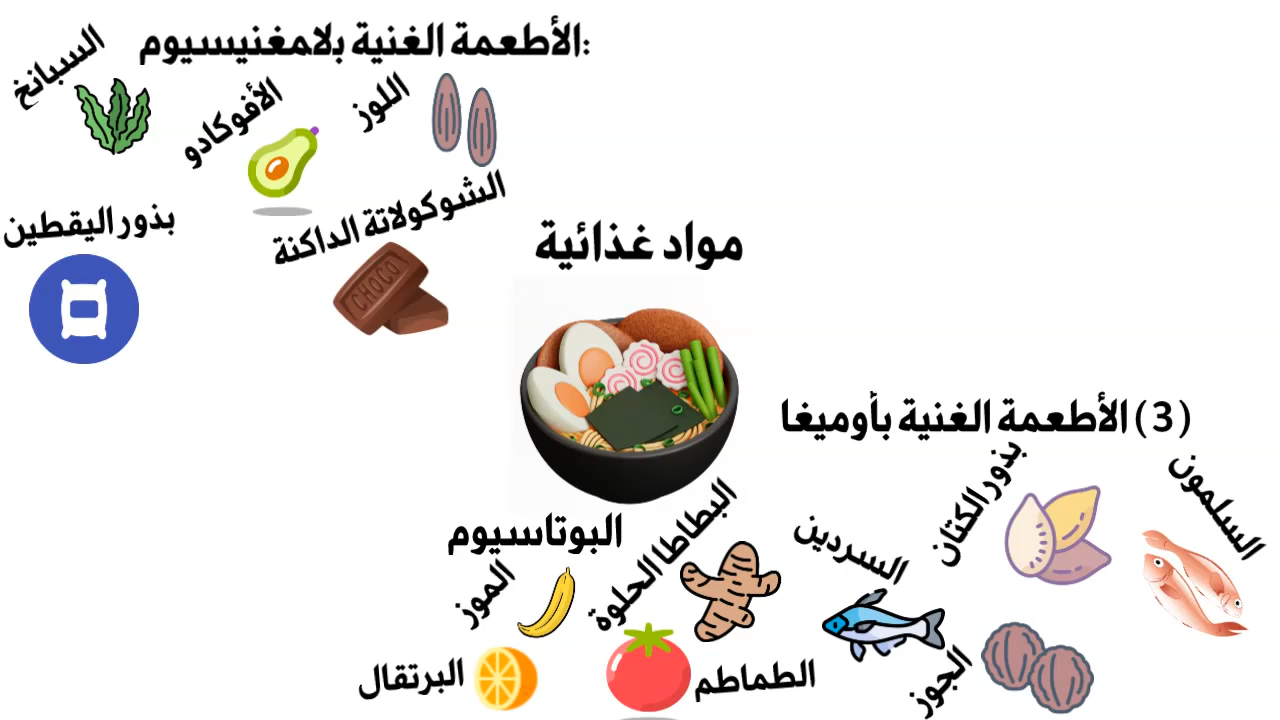 الأطعمة الغنية بلامغنيسيوم:
السبانخ
الأفوكادو
اللوز
بذور اليقطين
الشوكولاتة الداكنة
CHOCO
مواد غذائية
الأطعمة الغنية بأوميغا (3)
السلمون
بذور الكتان
السردين
الجوز
البوتاسيوم
البطاطا الحلوة
الموز
الطماطم
البرتقال